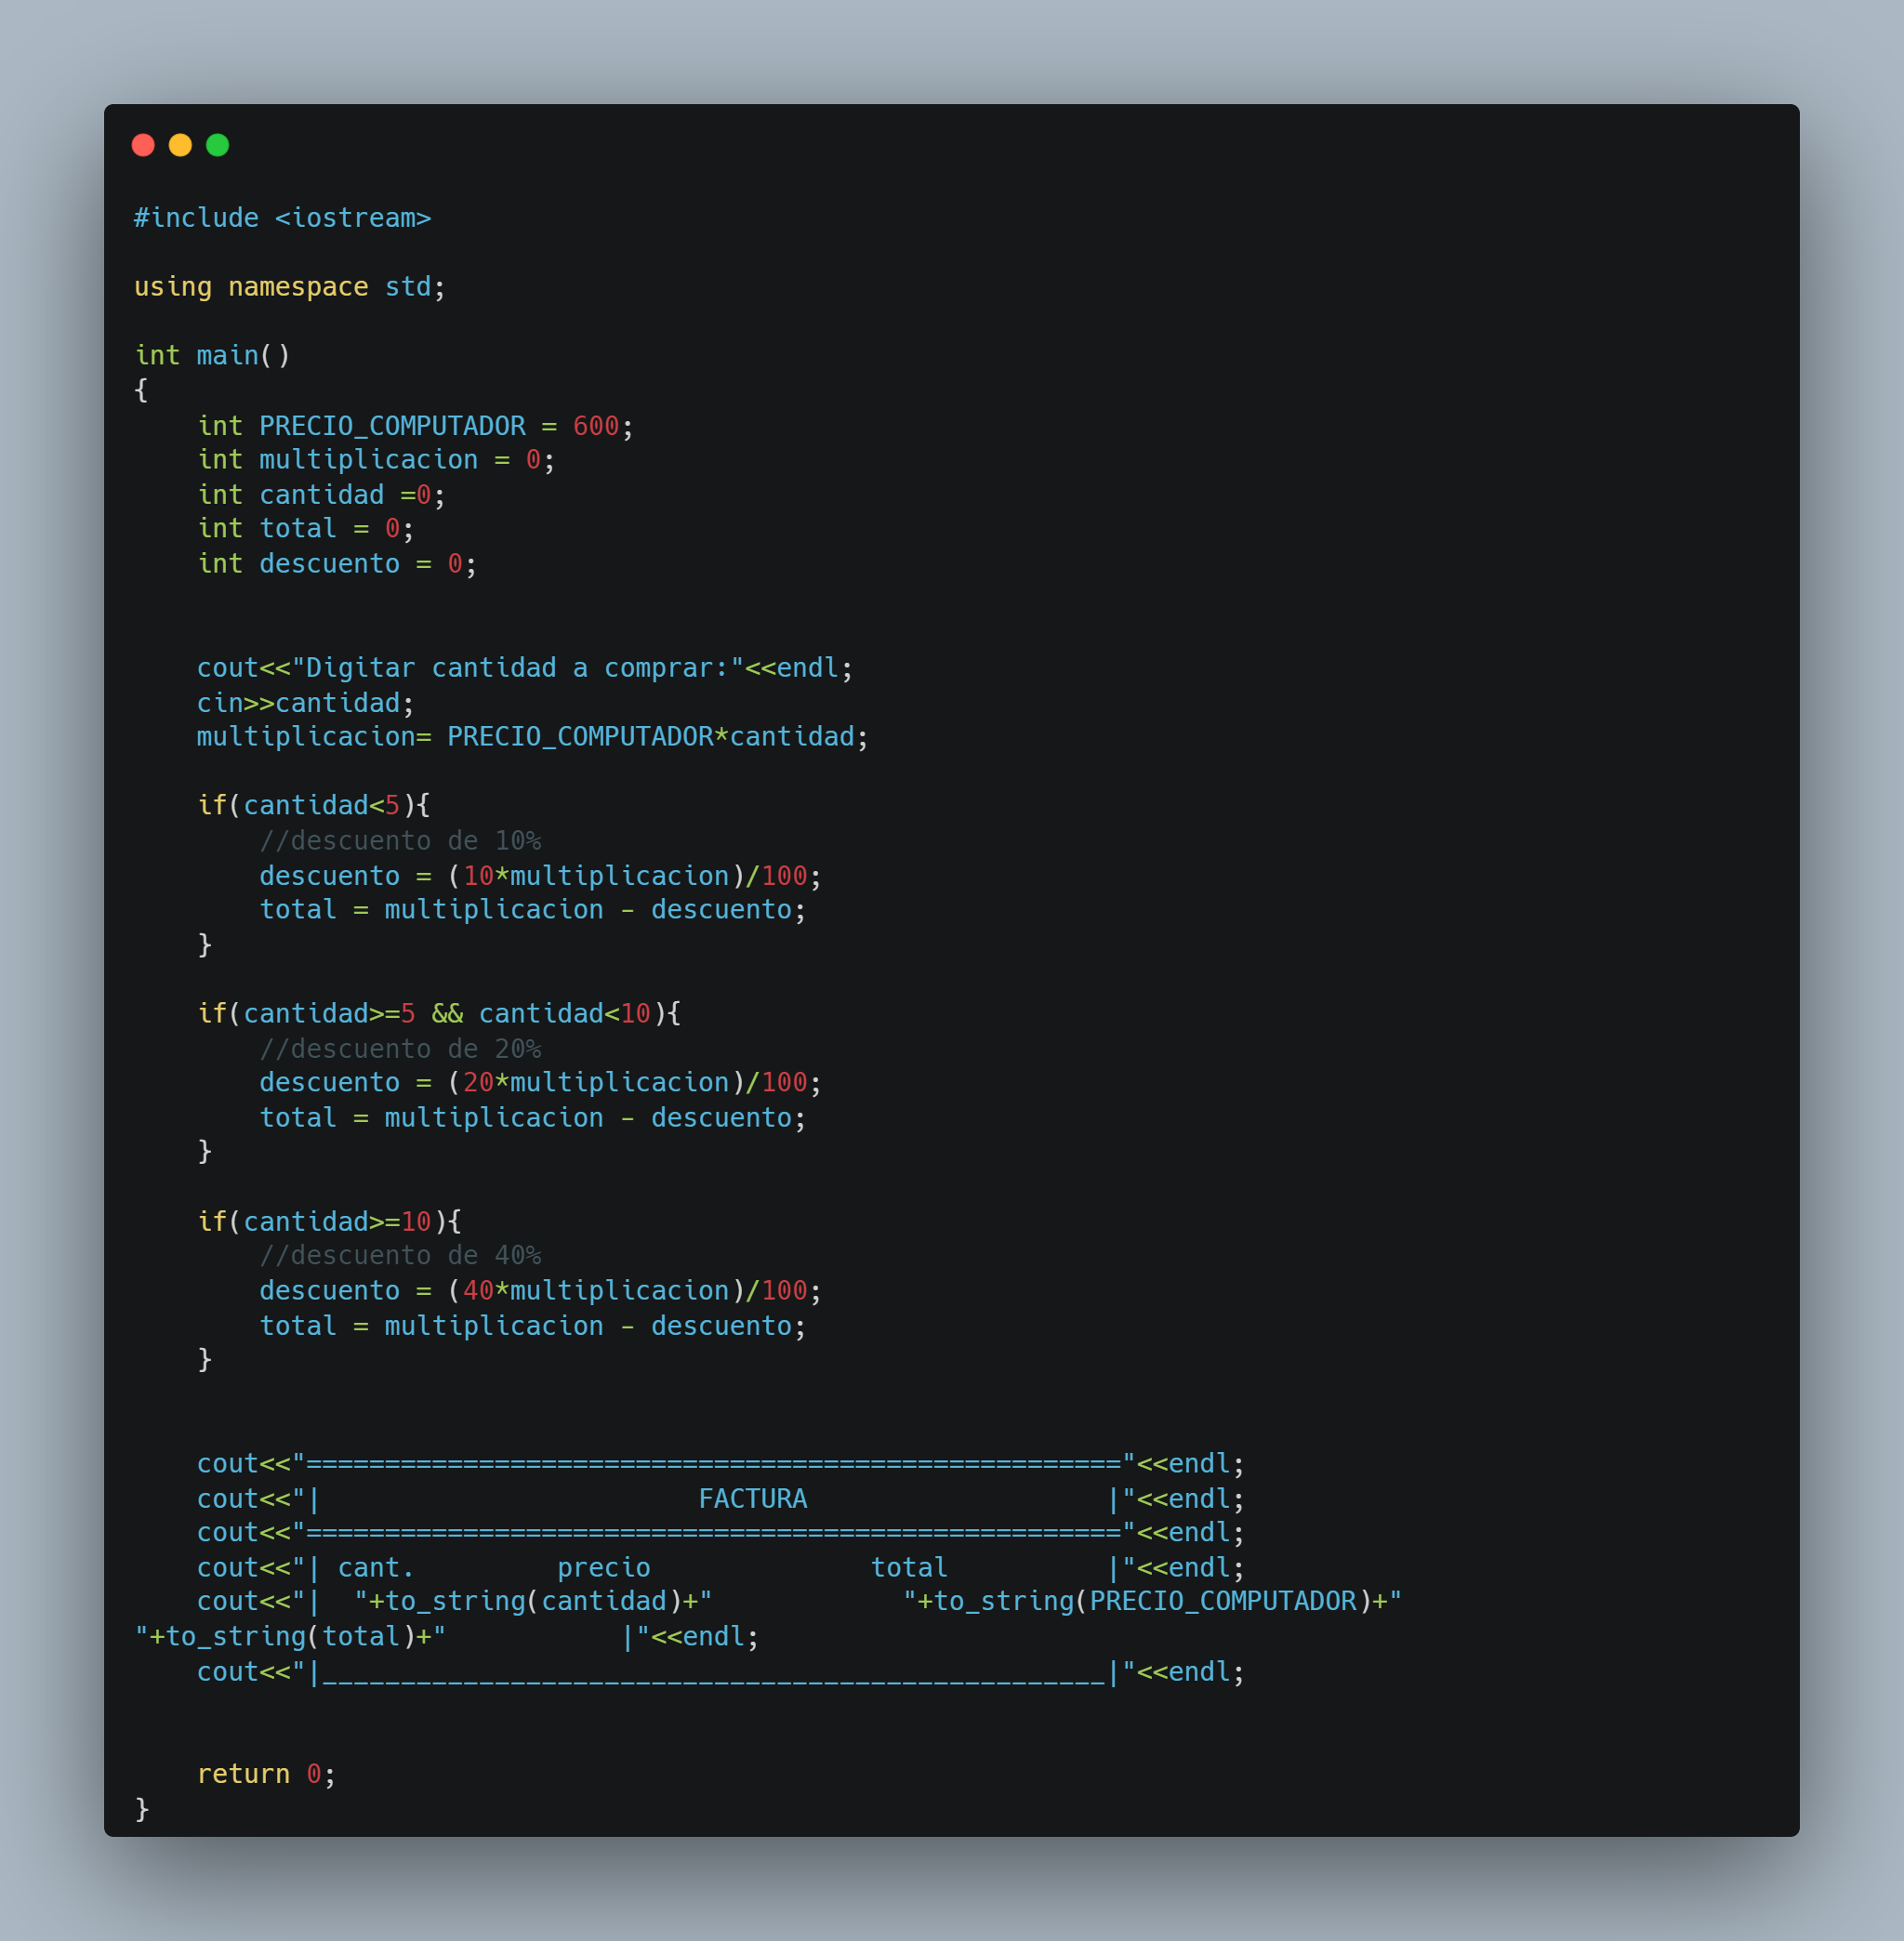 #include <iostream>

using namespace std;

int main()
{
    int PRECIO_COMPUTADOR = 600;
    int multiplicacion = 0;
    int cantidad =0;
    int total = 0;
    int descuento = 0;


    cout<<"Digitar cantidad a comprar:"<<endl;
    cin>>cantidad;
    multiplicacion= PRECIO_COMPUTADOR*cantidad;

    if(cantidad<5){
        //descuento de 10%
        descuento = (10*multiplicacion)/100;
        total = multiplicacion - descuento;
    }

    if(cantidad>=5 && cantidad<10){
        //descuento de 20%
        descuento = (20*multiplicacion)/100;
        total = multiplicacion - descuento;
    }

    if(cantidad>=10){
        //descuento de 40%
        descuento = (40*multiplicacion)/100;
        total = multiplicacion - descuento;
    }


    cout<<"===================================================="<<endl;
    cout<<"|                        FACTURA                   |"<<endl;
    cout<<"===================================================="<<endl;
    cout<<"| cant.         precio              total          |"<<endl;
    cout<<"|  "+to_string(cantidad)+"            "+to_string(PRECIO_COMPUTADOR)+"
"+to_string(total)+"           |"<<endl;
    cout<<"|__________________________________________________|"<<endl;


    return 0;
}